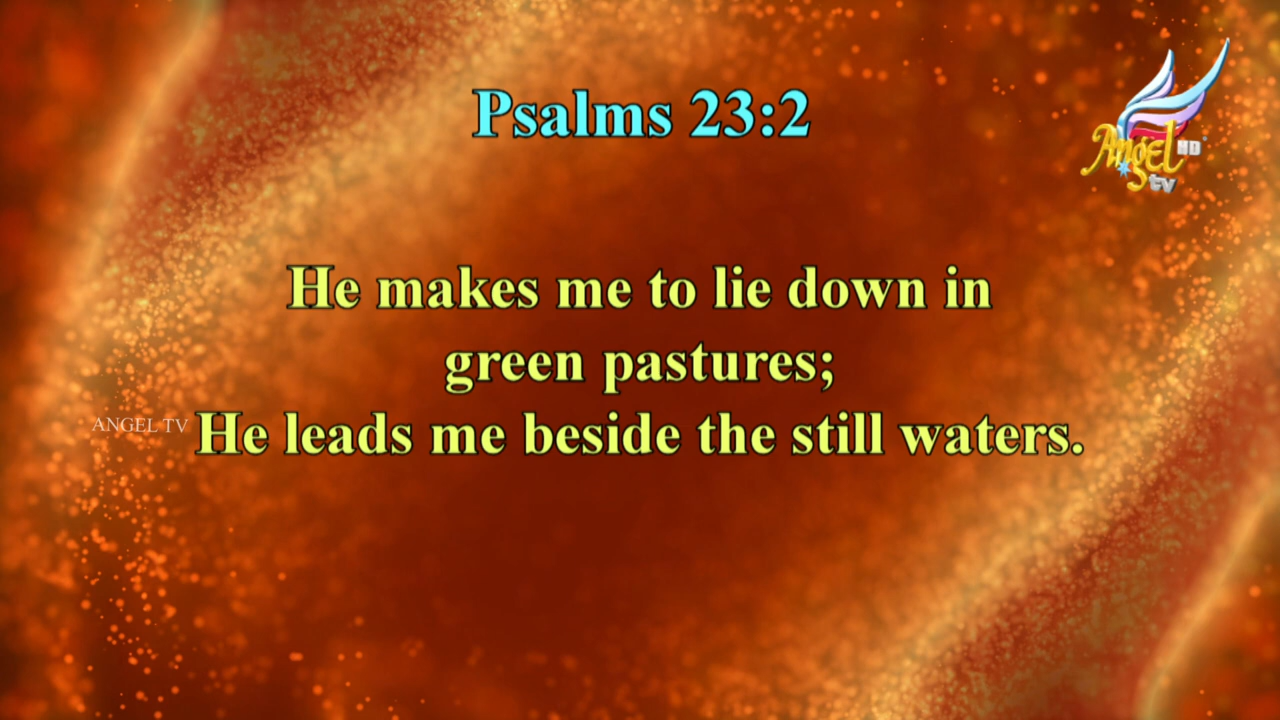 Psalms 23:2
Angel HD
tv
He makes me to lie down in
green pastures;
ANGEL TV
He leads me beside the still waters.